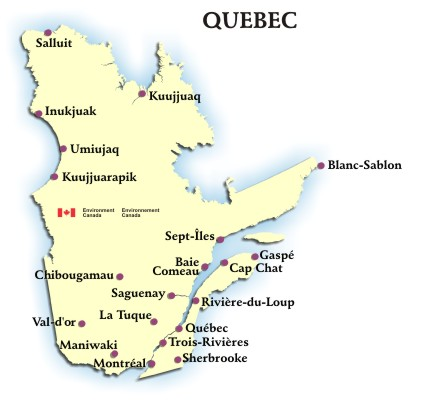 QUEBEC
Salluit
Kuujjuaq
Inukjuak
Umiujaq
Blanc-Sablon
Kuujjuarapik
Environment Environnement
Canada Canada
Sept-Îles
Gaspé
Baie
Comeau
Cap Chat
Chibougamau
Saguenay
Rivière-du-Loup
La Tuque
Val-d'or
Québec
Trois-Rivières
Maniwaki
Sherbrooke
Montréal